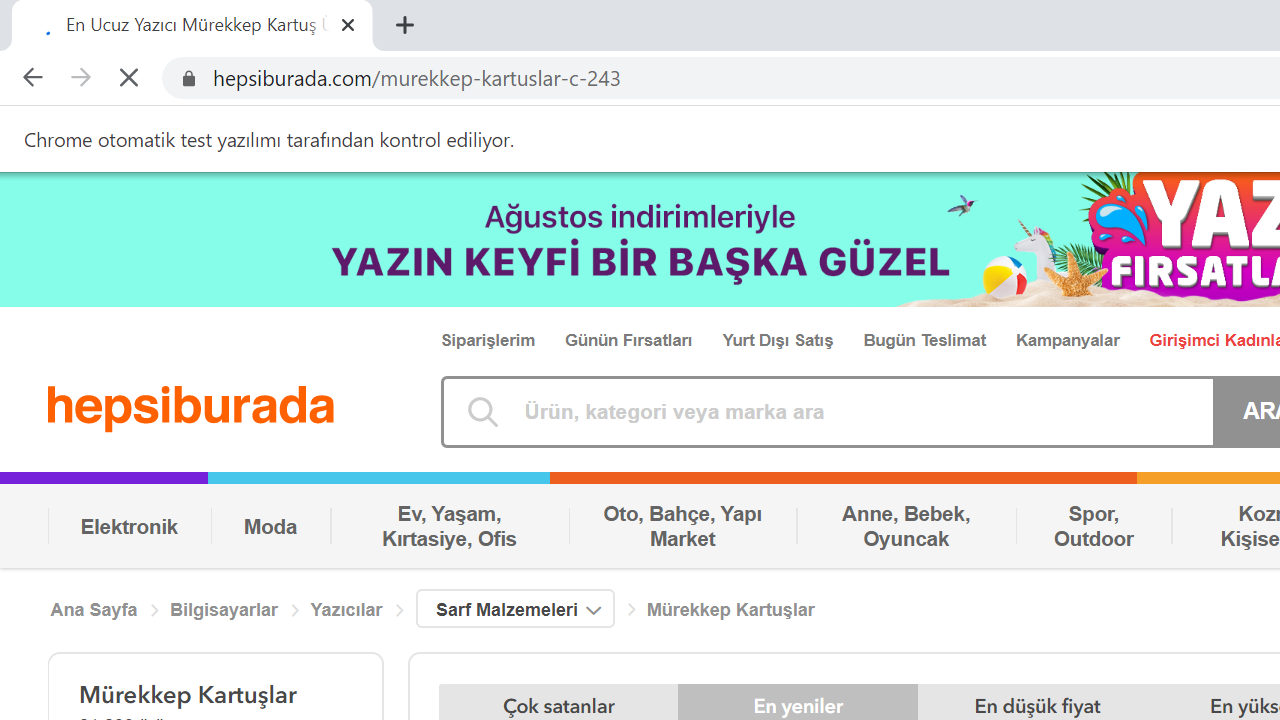 En Ucuz Yazıcı Mürekkep Kartuş
hepsiburada.com/murekkep-kartuslar-c-243
Chrome otomatik test yazılımı tarafından kontrol ediliyor.
Ağustos indirimleriyle
YAZIN KEYFİ BİR BAŞKA GÜZEL
YAZ
FIRSATLA
Siparişlerim Günün Fırsatları Yurt Dışı Satış Bugün Teslimat Kampanyalar Girişimci Kadınla
hepsiburada
Ürün, kategori veya marka ara
ARA
Elektronik
Moda
Ev, Yaşam,
Kırtasiye, Ofis
Oto, Bahçe, Yapı
Market
Anne, Bebek,
Oyuncak
Spor,
Outdoor
Koz
Kişise
Ana Sayfa Bilgisayarlar Yazıcılar Sarf Malzemeleri Mürekkep Kartuşlar
Mürekkep Kartuşlar
Çok satanlar En yeniler En düşük fiyat En yüks